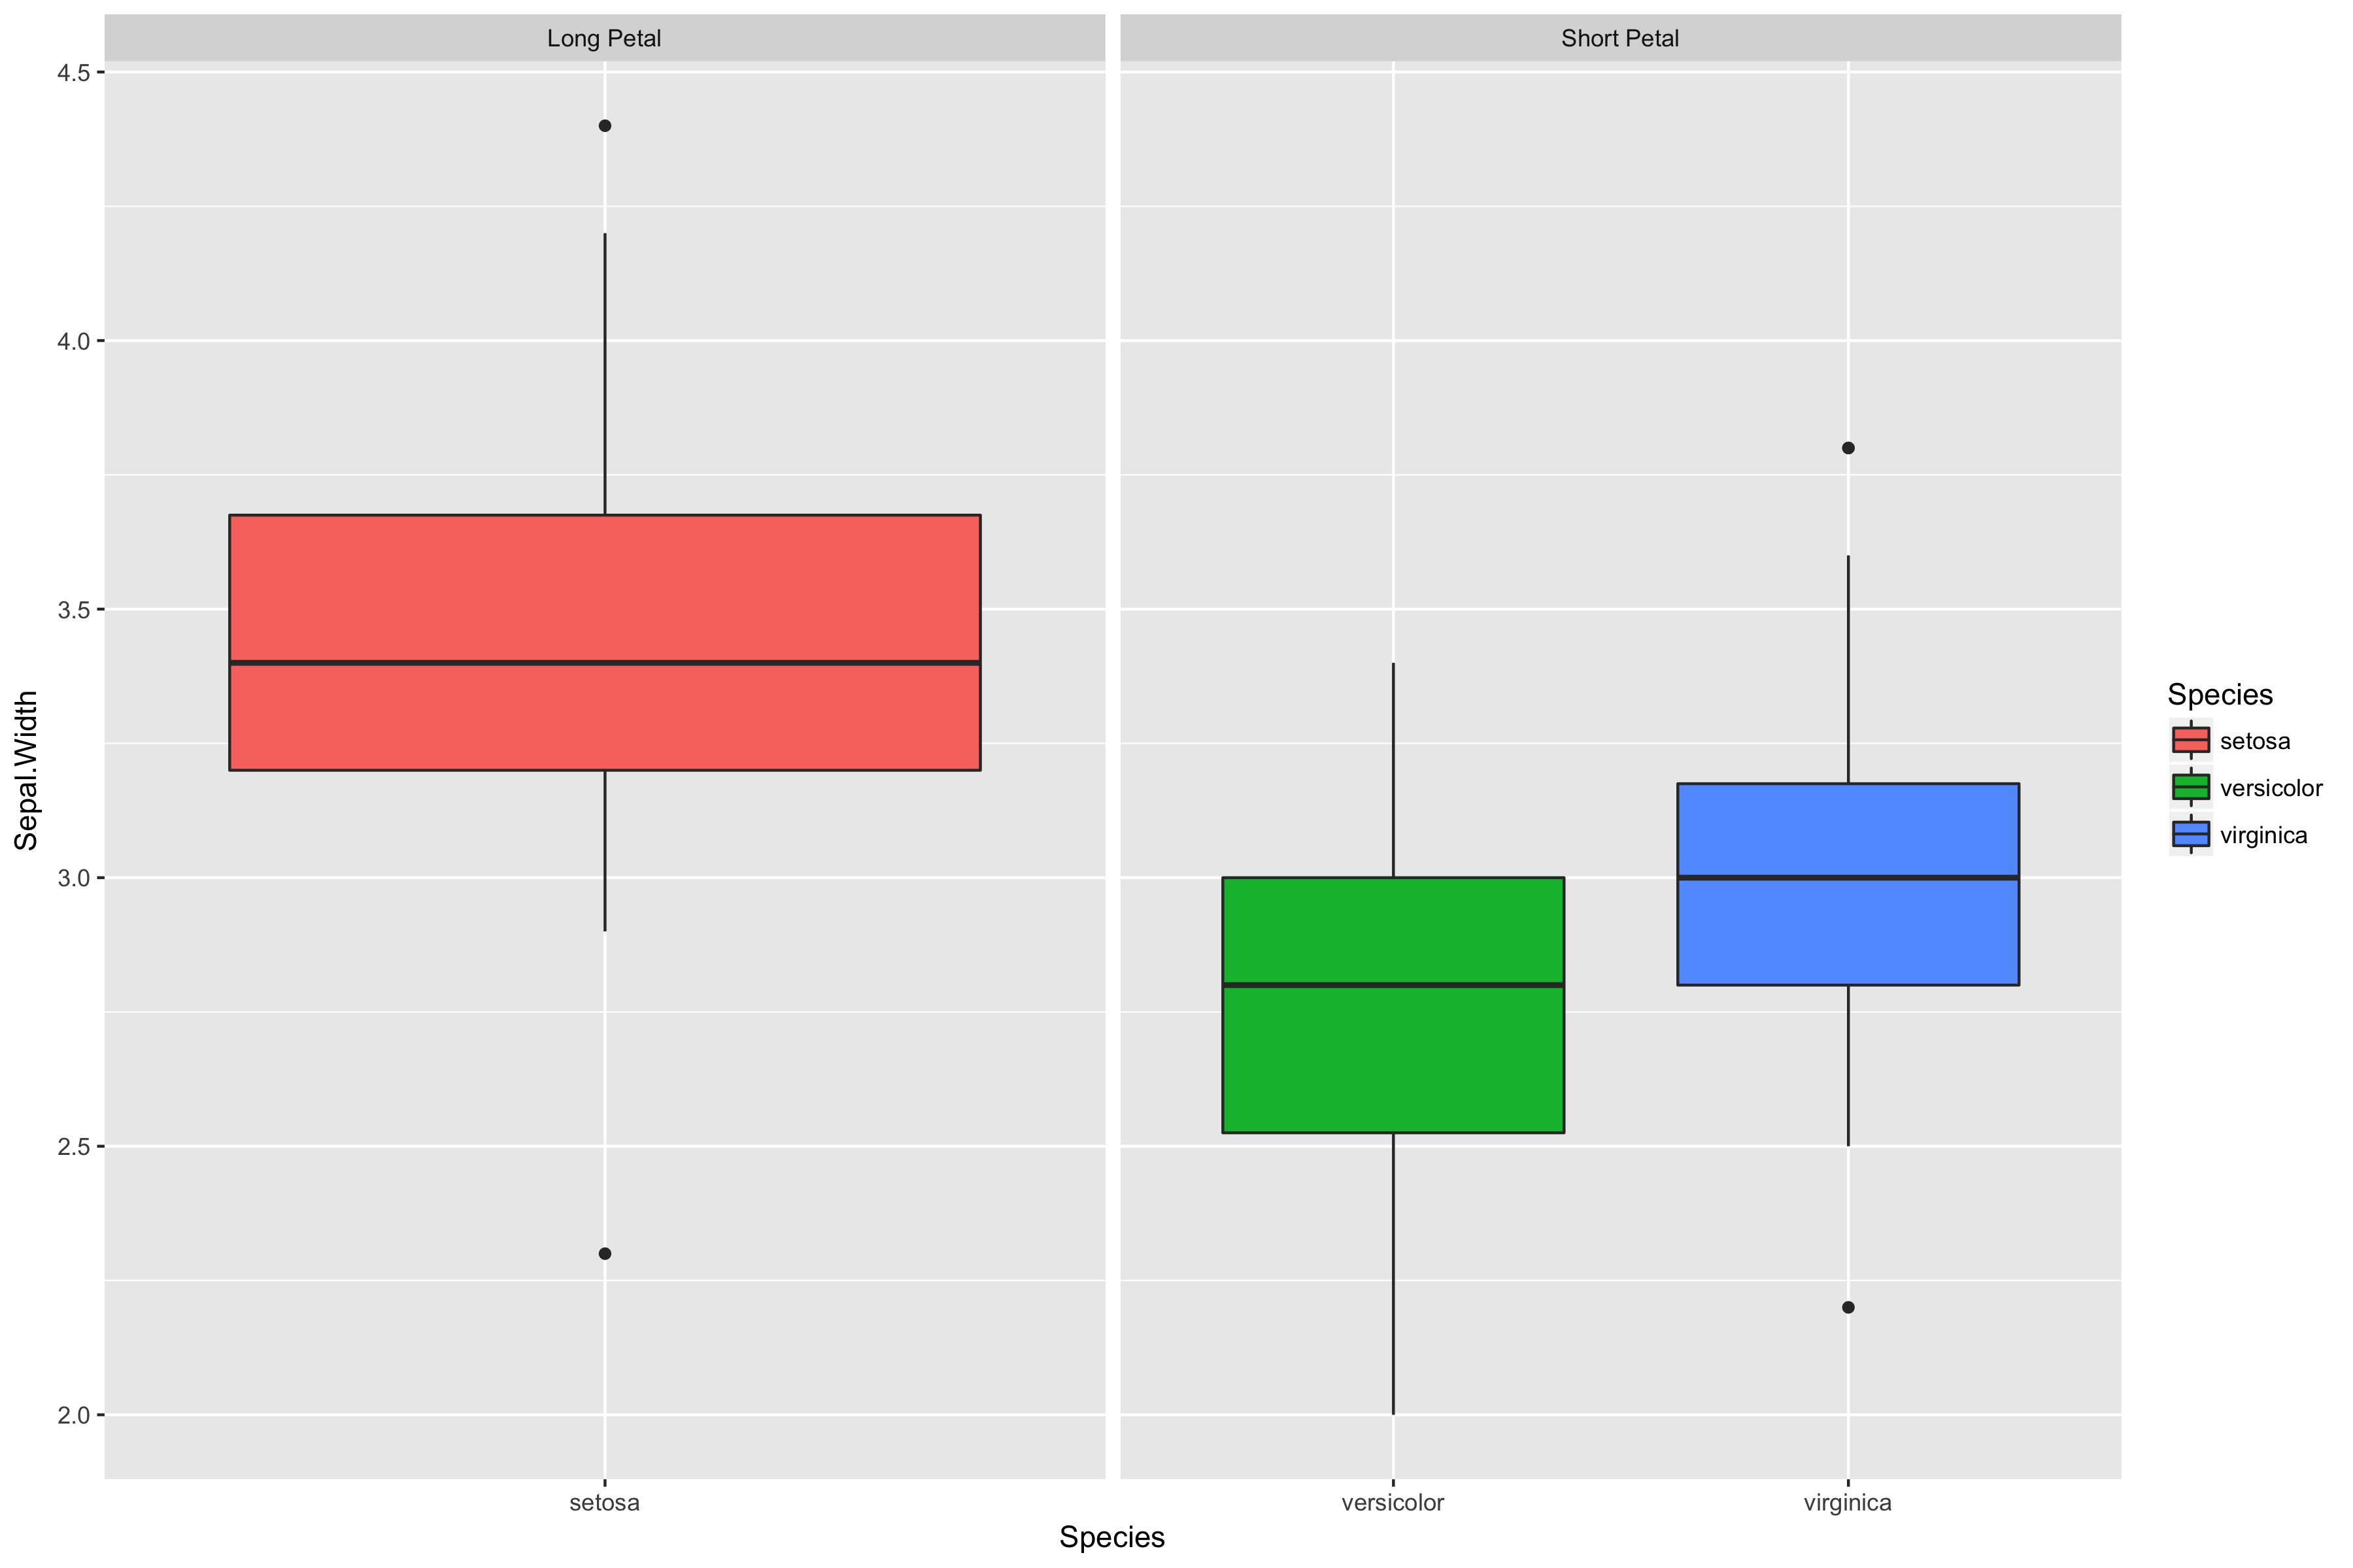 Long Petal
Short Petal
4.5
4.0
3.5
3.0
2.5
2.0
Sepal.Width
setosa
versicolor
virginica
Species
Species
setosa
versicolor
virginica